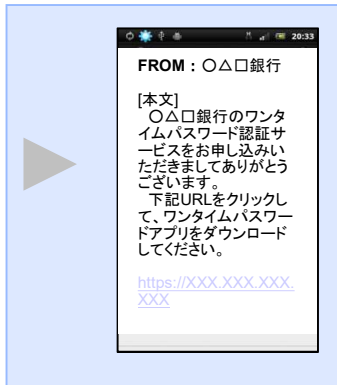 20:33
FROM:〇△□銀行
[本文]
〇△□銀行のワンタ
イムパスワード認証サ
ービスをお申し込みい
ただきましてありがとう
ございます。
下記URLをクリックし
て、ワンタイムパスワー
ドアプリをダウンロード
してください。
https://XXX.XXX.XXX.
XXX